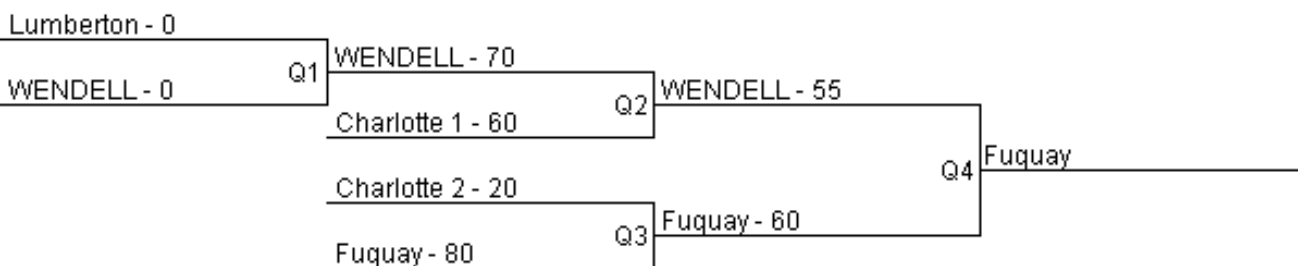 Lumberton - 0
WENDELL - 0
Q1
WENDELL - 70
Charlotte 1 - 60
Q2
Charlotte 2 - 20
Fuquay - 80
Q3
WENDELL - 55
Fuquay - 60
Q4
Fuquay